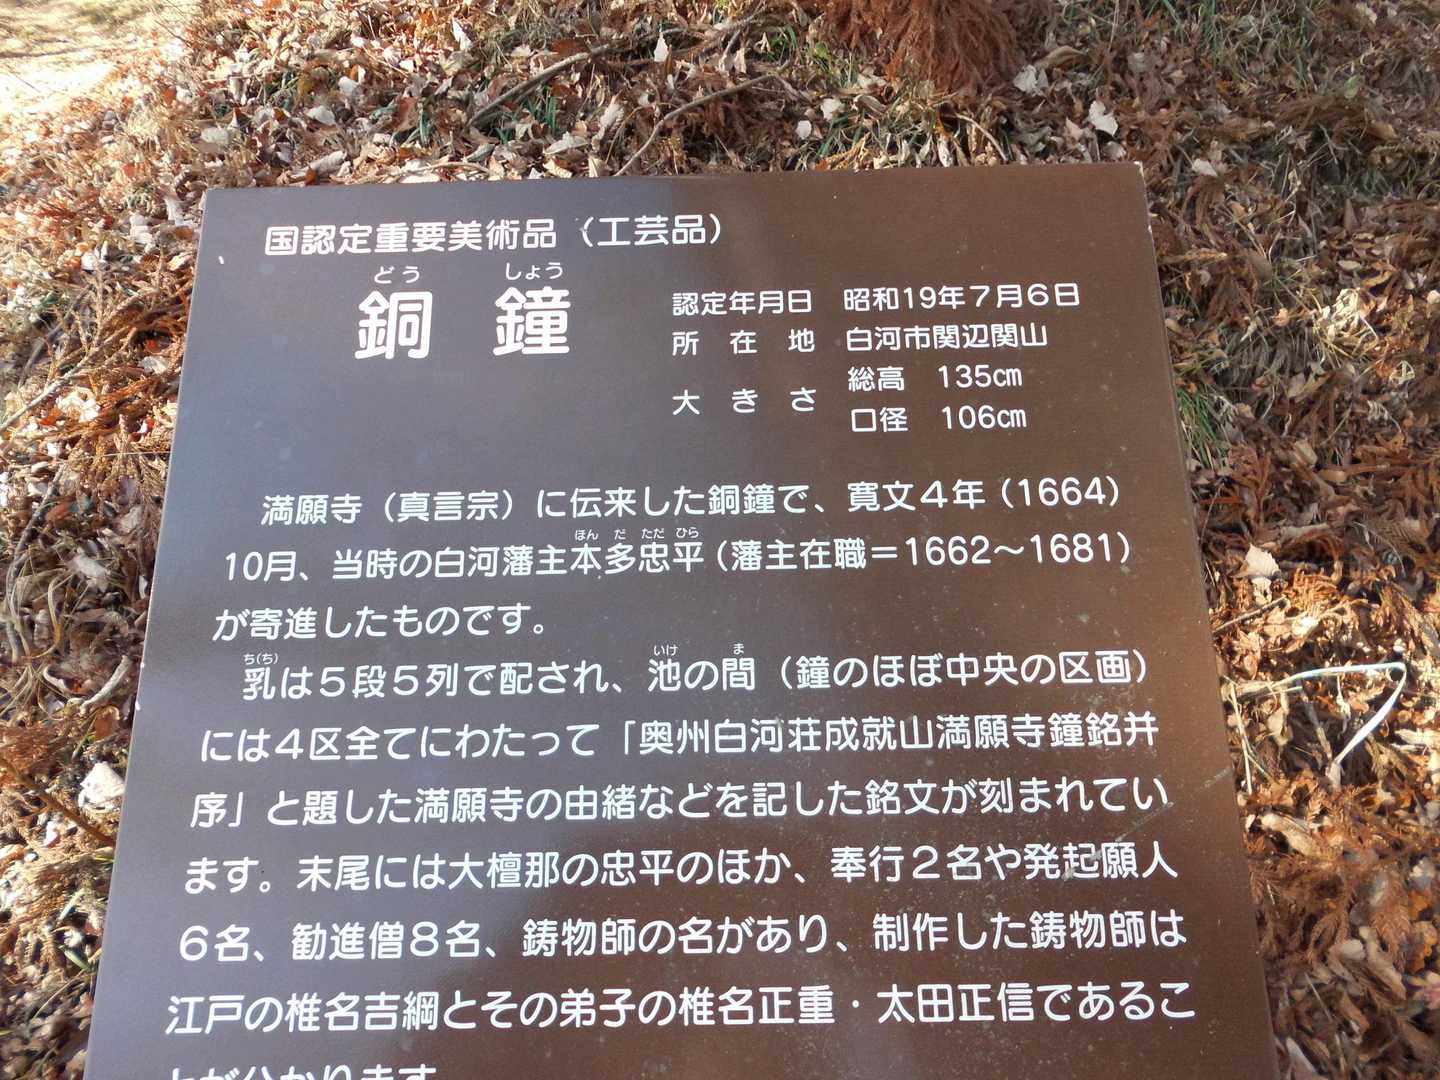 国認定重要美術品（工芸品）
どう しょう
銅 鐘
認定年月日 昭和19年7月6日
所在地 白河市関辺関山
大きさ 総高 135cm
口径 106cm
満願寺（真言宗）に伝来した銅鐘で、寛文4年（1664）
ほん だ ただ ひら
10月、当時の白河藩主本多忠平（藩主在職＝1662～1681）
が寄進したものです。
ち(ち) いけ ま
乳は5段5列で配され、池の間（鐘のほぼ中央の区画）
には4区全てにわたって「奥州白河荘成就山満願寺鐘銘并
序」と題した満願寺の由緒などを記した銘文が刻まれてい
ます。末尾には大檀那の忠平のほか、奉行2名や発起願人
6名、勧進僧8名、鋳物師の名があり、制作した鋳物師は
江戸の椎名吉綱とその弟子の椎名正重・太田正信であるこ
とが分かります